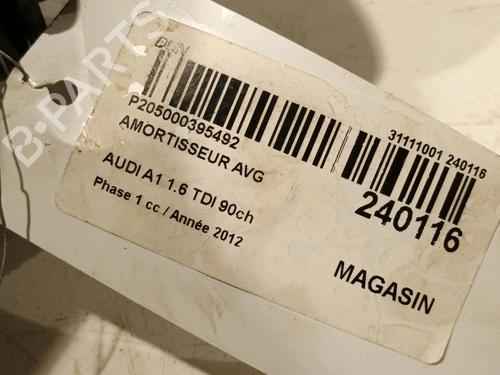 31111001 240116
P205000395492
AMORTISSEUR AVG
240116
AUDI A1 1.6 TDI 90ch
Phase 1 cc / Année 2012
MAGASIN
B-PARTS